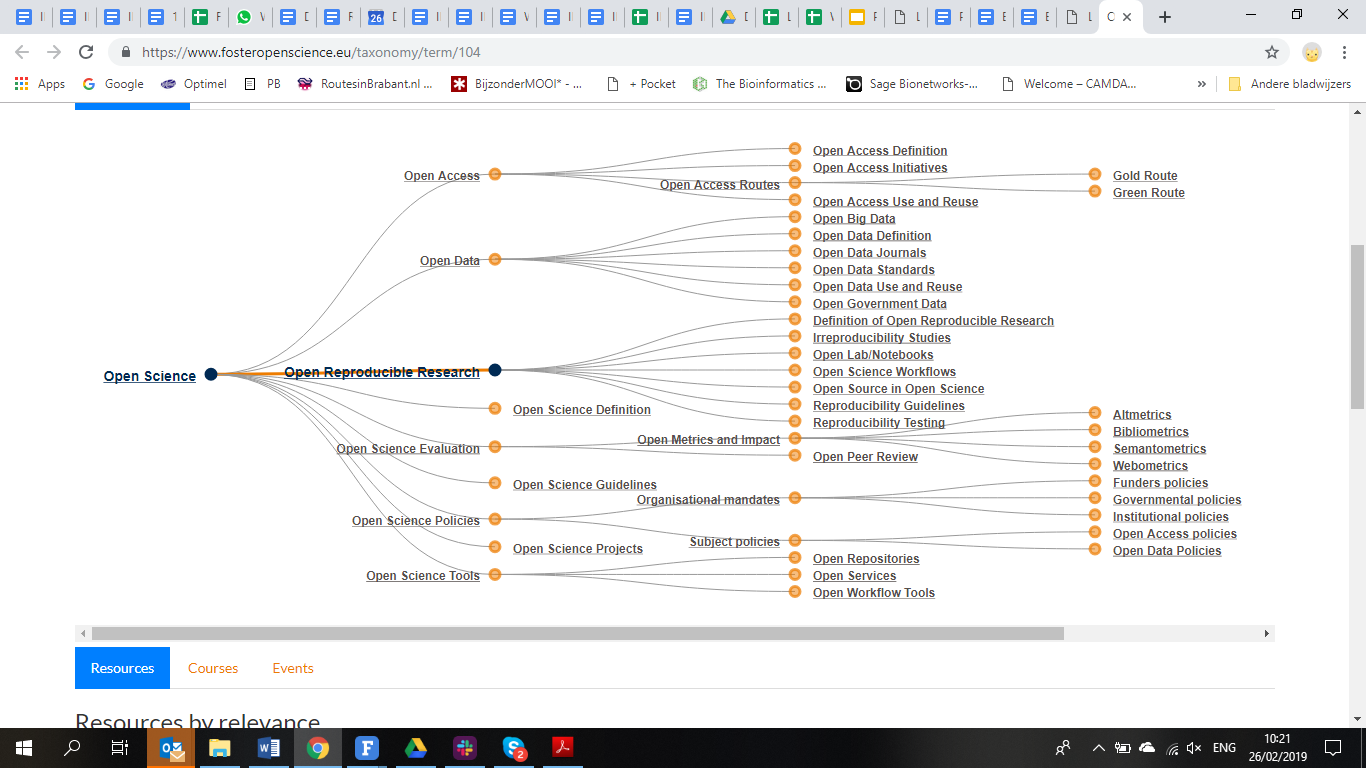 https://www.fosteropenscience.eu/taxonomy/term/104
Apps Google Optimel PB RoutesinBrabant.nl ... BijzonderMOOI* - ... + Pocket The Bioinformatics ... Sage Bionetworks-... Welcome – CAMDA... » Andere bladwijzers
Open Science
Open Access
Open Access Definition
Open Access Initiatives
Open Access Routes
Gold Route
Green Route
Open Access Use and Reuse
Open Data
Open Big Data
Open Data Definition
Open Data Journals
Open Data Standards
Open Data Use and Reuse
Open Government Data
Open Reproducible Research
Definition of Open Reproducible Research
Irreproducibility Studies
Open Lab/Notebooks
Open Science Workflows
Open Source in Open Science
Reproducibility Guidelines
Reproducibility Testing
Open Science Definition
Open Science Evaluation
Open Metrics and Impact
Altmetrics
Bibliometrics
Semantometrics
Webometrics
Open Peer Review
Open Science Guidelines
Open Science Policies
Organisational mandates
Funders policies
Governmental policies
Institutional policies
Subject policies
Open Access policies
Open Data Policies
Open Science Projects
Open Science Tools
Open Repositories
Open Services
Open Workflow Tools
Resources Courses Events
Resources by relevance
ENG
10:21
26/02/2019